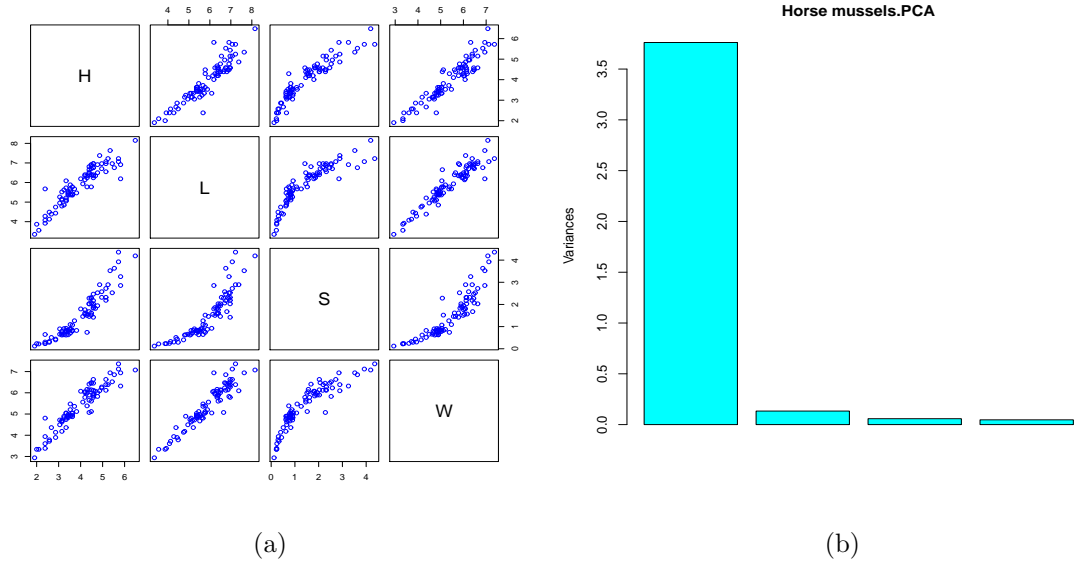 4 5 6 7 8
3 4 5 6 7
H
2 3 4 5 6
4 5 6 7 8
L
S
0 1 2 3 4
3 4 5 6 7
W
2 3 4 5 6
0 1 2 3 4
(a)
Horse mussels.PCA
Variances
0.0 0.5 1.0 1.5 2.0 2.5 3.0 3.5
(b)